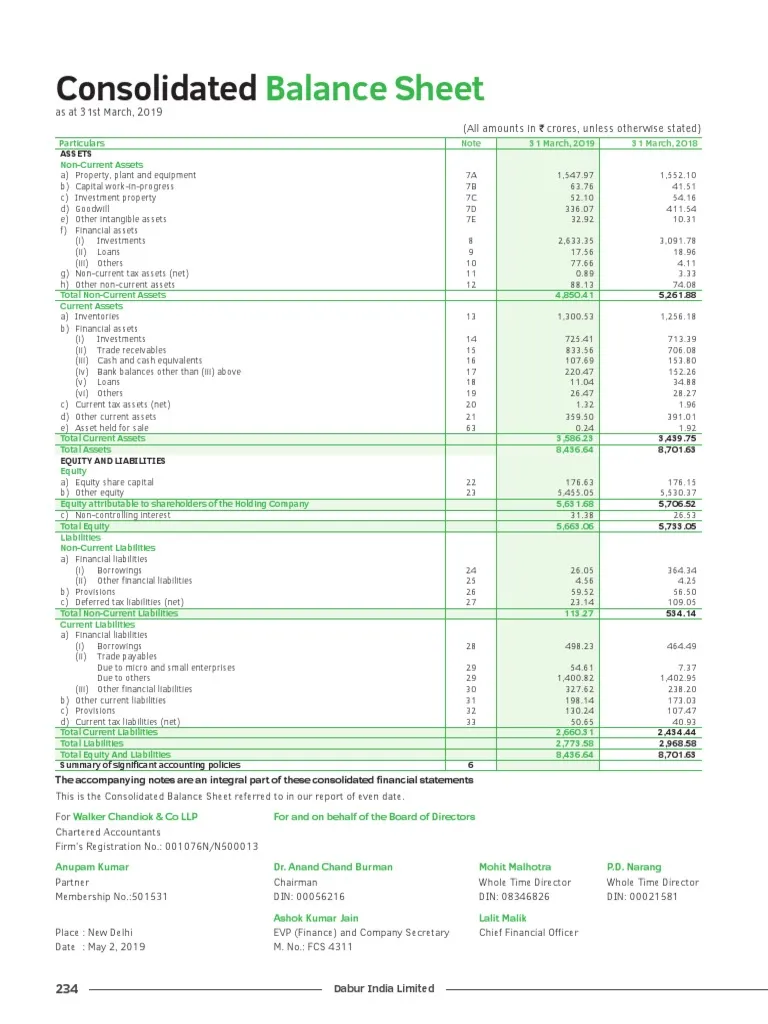 Consolidated Balance Sheet
as at 31st March, 2019
(All amounts in ₹ crores, unless otherwise stated)
Particulars Note 31 March, 2019 31 March, 2018
ASSETS
Non-Current Assets
a) Property, plant and equipment 7A 1,547.97 1,552.10
b) Capital work-in-progress 7B 63.76 41.51
c) Investment property 7C 52.10 54.16
d) Goodwill 7D 336.07 411.54
e) Other intangible assets 7E 32.92 10.31
f) Financial assets
(i) Investments 8 2,633.35 3,091.78
(ii) Loans 9 17.56 18.96
(iii) Others 10 77.66 4.11
g) Non-current tax assets (net) 11 0.89 3.33
h) Other non-current assets 12 88.13 74.08
Total Non-Current Assets 4,850.41 5,261.88
Current Assets
a) Inventories 13 1,300.53 1,256.18
b) Financial assets
(i) Investments 14 725.41 713.39
(ii) Trade receivables 15 833.56 706.08
(iii) Cash and cash equivalents 16 107.69 153.80
(iv) Bank balances other than (iii) above 17 220.47 152.26
(v) Loans 18 11.04 34.88
(vi) Others 19 26.47 28.27
c) Current tax assets (net) 20 1.32 1.96
d) Other current assets 21 359.50 391.01
e) Asset held for sale 63 0.24 1.92
Total Current Assets 3,586.23 3,439.75
Total Assets 8,436.64 8,701.63
EQUITY AND LIABILITIES
Equity
a) Equity share capital 22 176.63 176.15
b) Other equity 23 5,455.05 5,530.37
Equity attributable to shareholders of the Holding Company 5,631.68 5,706.52
c) Non-controlling interest 31.38 26.53
Total Equity 5,663.06 5,733.05
Liabilities
Non-Current Liabilities
a) Financial liabilities
(i) Borrowings 24 26.05 364.34
(ii) Other financial liabilities 25 4.56 4.25
b) Provisions 26 59.52 56.50
c) Deferred tax liabilities (net) 27 23.14 109.05
Total Non-Current Liabilities 113.27 534.14
Current Liabilities
a) Financial liabilities
(i) Borrowings 28 498.23 464.49
(ii) Trade payables
Due to micro and small enterprises 29 54.61 7.37
Due to others 29 1,400.82 1,402.95
(iii) Other financial liabilities 30 327.62 238.20
b) Other current liabilities 31 198.14 173.03
c) Provisions 32 130.24 107.47
d) Current tax liabilities (net) 33 50.65 40.93
Total Current Liabilities 2,660.31 2,434.44
Total Liabilities 2,773.58 2,968.58
Total Equity And Liabilities 8,436.64 8,701.63
Summary of significant accounting policies 6
The accompanying notes are an integral part of these consolidated financial statements
This is the Consolidated Balance Sheet referred to in our report of even date.
For Walker Chandiok & Co LLP For and on behalf of the Board of Directors
Chartered Accountants
Firm's Registration No.: 001076N/N500013
Anupam Kumar Dr. Anand Chand Burman Mohit Malhotra P.D. Narang
Partner Chairman Whole Time Director Whole Time Director
Membership No.:501531 DIN: 00056216 DIN: 08346826 DIN: 00021581
Ashok Kumar Jain Lalit Malik
Place : New Delhi EVP (Finance) and Company Secretary Chief Financial Officer
Date : May 2, 2019 M. No.: FCS 4311
234 Dabur India Limited